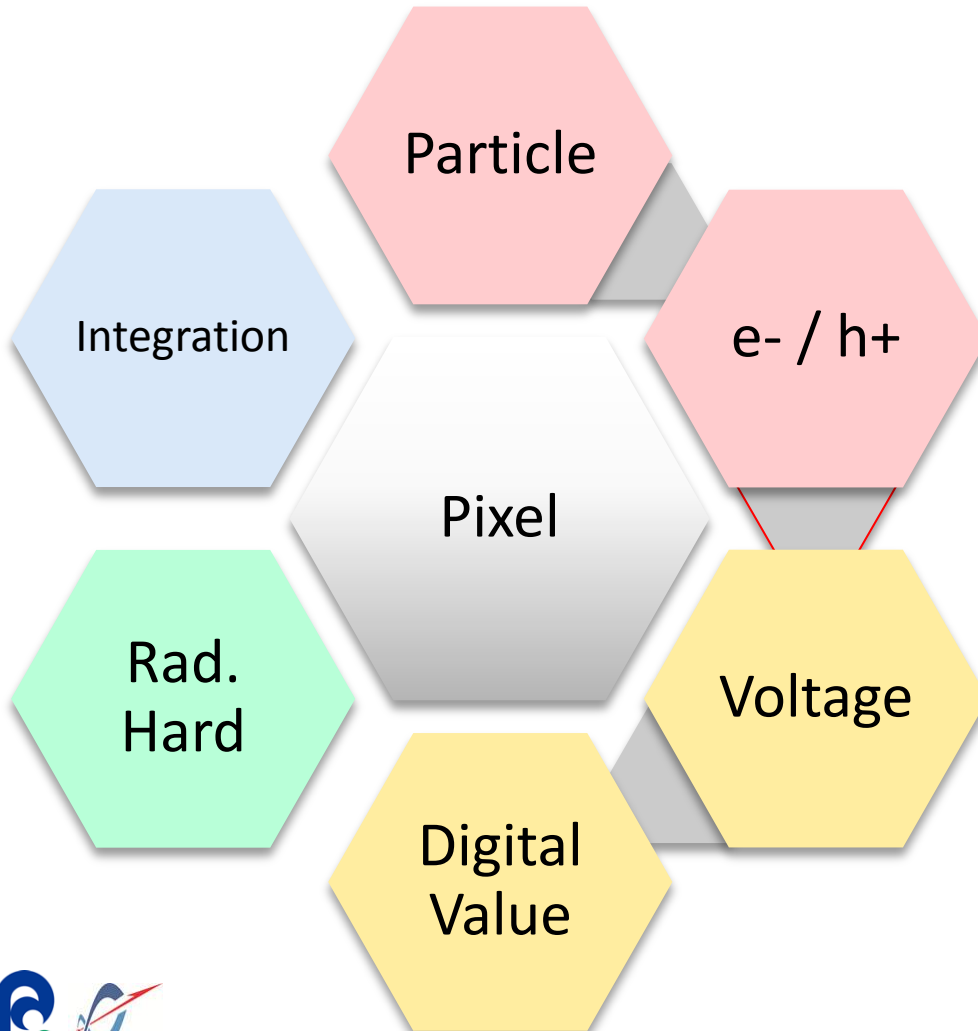 Particle
e- / h+
Voltage
Digital
Value
Rad.
Hard
Integration
Pixel